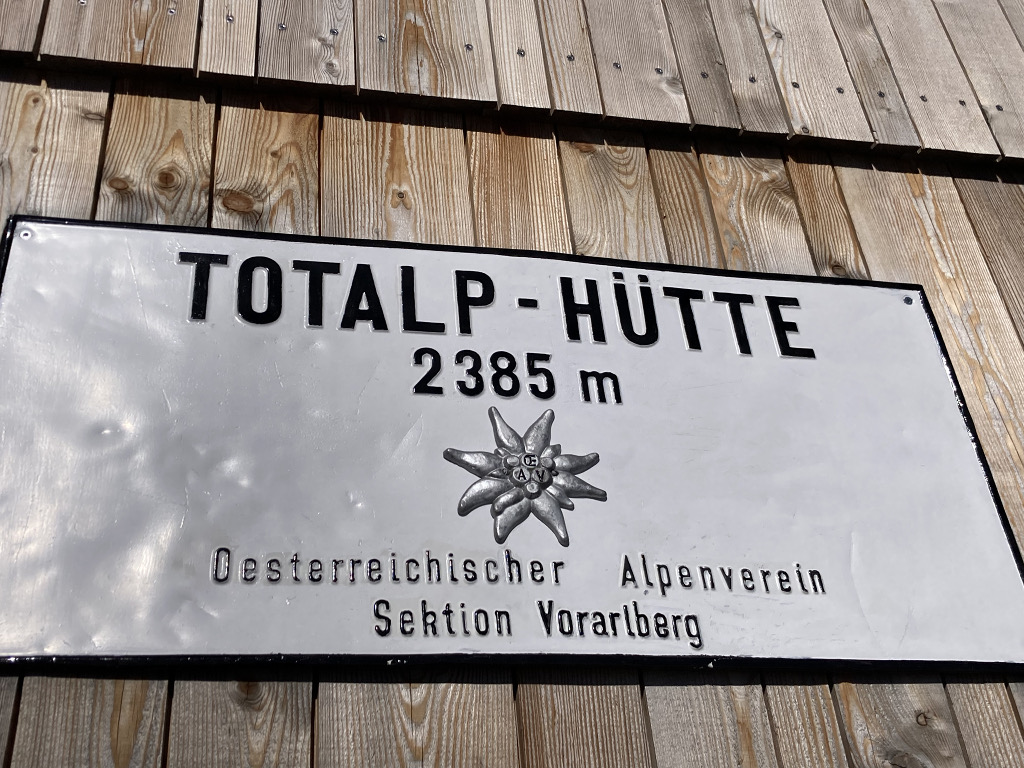 TOTALP-HÜTTE
2385 m
Œ
A V
Oesterreichischer Alpenverein
Sektion Vorarlberg